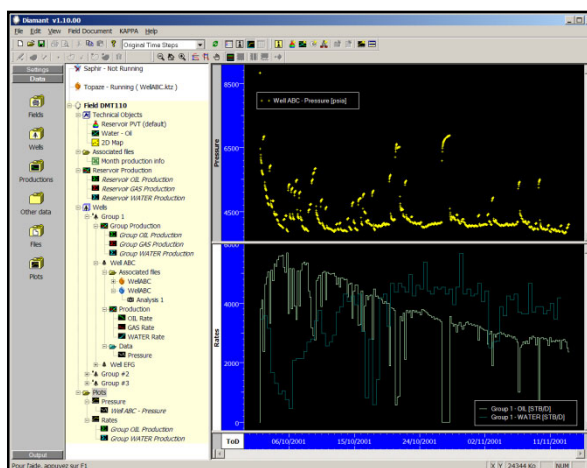 Diamant v1.10.00
File Edit View Field Document KAPPA Help
Original Time Steps
Settings
Data
Fields
Wells
Productions
Other data
Files
Plots
Output
Saphir - Not Running
Topaze - Running ( WellABC.ktz )
Field DMT110
Technical Objects
Reservoir PVT (default)
Water - Oil
2D Map
Associated files
Month production info
Reservoir Production
Reservoir OIL Production
Reservoir GAS Production
Reservoir WATER Production
Wells
Group 1
Group Production
Group OIL Production
Group GAS Production
Group WATER Production
Well ABC
Associated files
WellABC
WellABC
Analysis 1
Production
OIL Rate
GAS Rate
WATER Rate
Data
Pressure
Well EFG
Group #2
Group #3
Plots
Pressure
Well ABC - Pressure
Rates
Group OIL Production
Group WATER Production
Well ABC - Pressure [psia]
8500
6500
4500
Pressure
6000
4000
2000
0
Rates
Group 1 - OIL [STB/D]
Group 1 - WATER [STB/D]
ToD
06/10/2001
15/10/2001
24/10/2001
02/11/2001
11/11/2001
Pour l'aide, appuyez sur F1
X Y 24344 Ko NUM